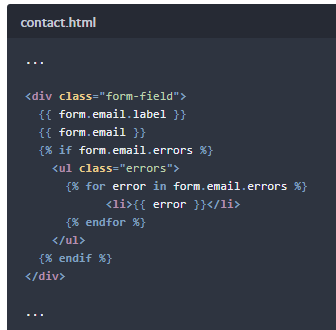 contact.html
...
<div class="form-field">
  {{ form.email.label }}
  {{ form.email }}
  {% if form.email.errors %}
    <ul class="errors">
      {% for error in form.email.errors %}
            <li>{{ error }}</li>
      {% endfor %}
    </ul>
  {% endif %}
</div>
...